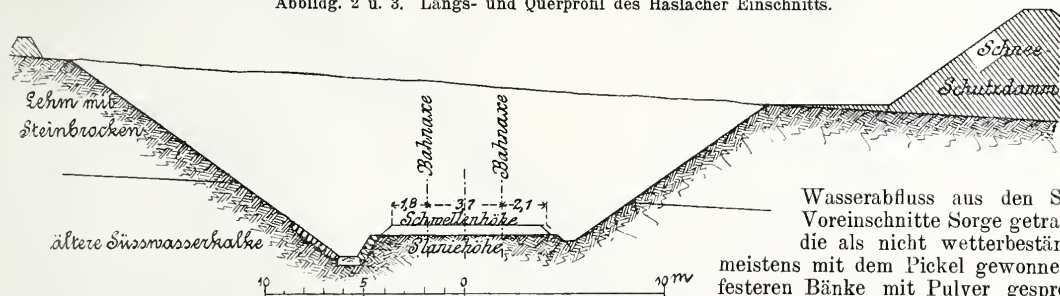 Abbildg. 2 u. 3. Längs- und Querprofil des Haslacher Einschnitts.
Schnee-
Schutzdamm
Lehm mit
Steinbrocken
Bahnaxe
Bahnaxe
1,8 3,7 2,1
Schwellenhöhe
Planiehöhe
ältere Süsswasserkalke
10 5 0 10 m
Wasserabfluss aus den S
Voreinschnitte Sorge getra
die als nicht wetterbestän
meistens mit dem Pickel gewonne
festeren Bänke mit Pulver gespro